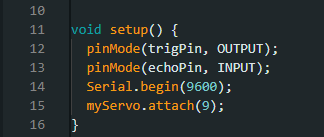 10
11 void setup() {
12   pinMode(trigPin, OUTPUT);
13   pinMode(echoPin, INPUT);
14   Serial.begin(9600);
15   myServo.attach(9);
16 }